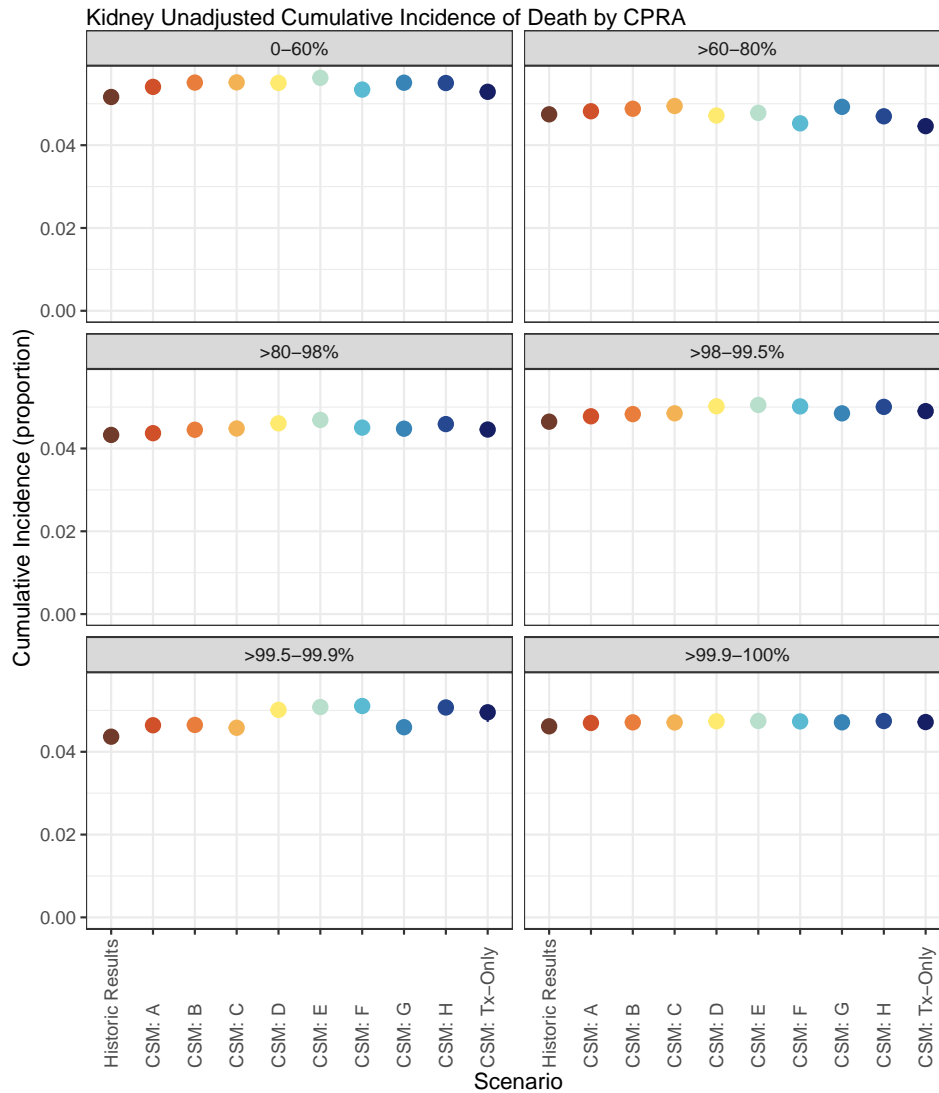 Kidney Unadjusted Cumulative Incidence of Death by CPRA
0−60%
>60−80%
0.04
0.02
0.00
>80−98%
>98−99.5%
0.04
0.02
0.00
>99.5−99.9%
>99.9−100%
0.04
0.02
0.00
Cumulative Incidence (proportion)
Historic Results
CSM: A
CSM: B
CSM: C
CSM: D
CSM: E
CSM: F
CSM: G
CSM: H
CSM: Tx−Only
Historic Results
CSM: A
CSM: B
CSM: C
CSM: D
CSM: E
CSM: F
CSM: G
CSM: H
CSM: Tx−Only
Scenario